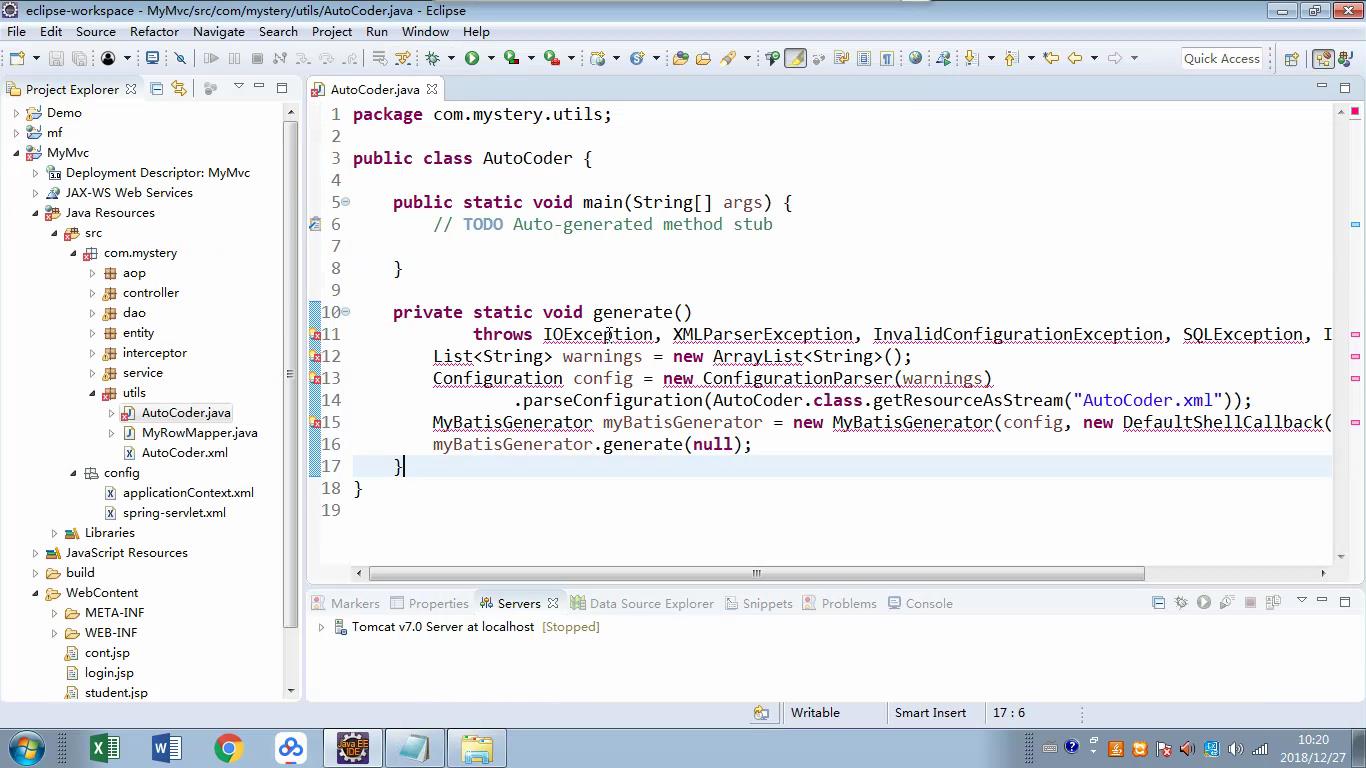 eclipse-workspace - MyMvc/src/com/mystery/utils/AutoCoder.java - Eclipse
File Edit Source Refactor Navigate Search Project Run Window Help
Quick Access
Project Explorer
Demo
mf
MyMvc
Deployment Descriptor: MyMvc
JAX-WS Web Services
Java Resources
src
com.mystery
aop
controller
dao
entity
interceptor
service
utils
AutoCoder.java
MyRowMapper.java
AutoCoder.xml
config
applicationContext.xml
spring-servlet.xml
Libraries
JavaScript Resources
build
WebContent
META-INF
WEB-INF
cont.jsp
login.jsp
student.jsp
AutoCoder.java
1 package com.mystery.utils;
2
3 public class AutoCoder {
4
5 public static void main(String[] args) {
6 // TODO Auto-generated method stub
7
8 }
9
10 private static void generate()
11 throws IOException, XMLParserException, InvalidConfigurationException, SQLException, I
12 List<String> warnings = new ArrayList<String>();
13 Configuration config = new ConfigurationParser(warnings)
14 .parseConfiguration(AutoCoder.class.getResourceAsStream("AutoCoder.xml"));
15 MyBatisGenerator myBatisGenerator = new MyBatisGenerator(config, new DefaultShellCallback(
16 myBatisGenerator.generate(null);
17 }
18 }
19
Markers Properties Servers Data Source Explorer Snippets Problems Console
Tomcat v7.0 Server at localhost [Stopped]
Writable Smart Insert 17 : 6
Java EE
IDE
10:20
2018/12/27